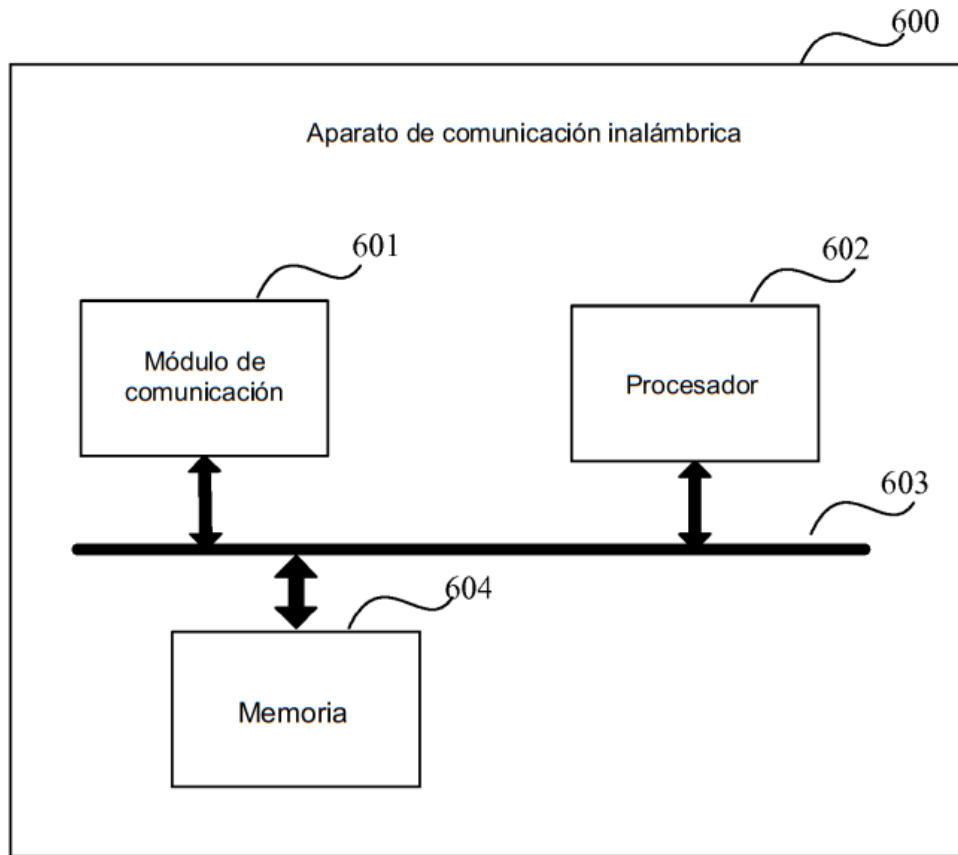 600
Aparato de comunicación inalámbrica
601
602
Módulo de
comunicación
Procesador
603
604
Memoria